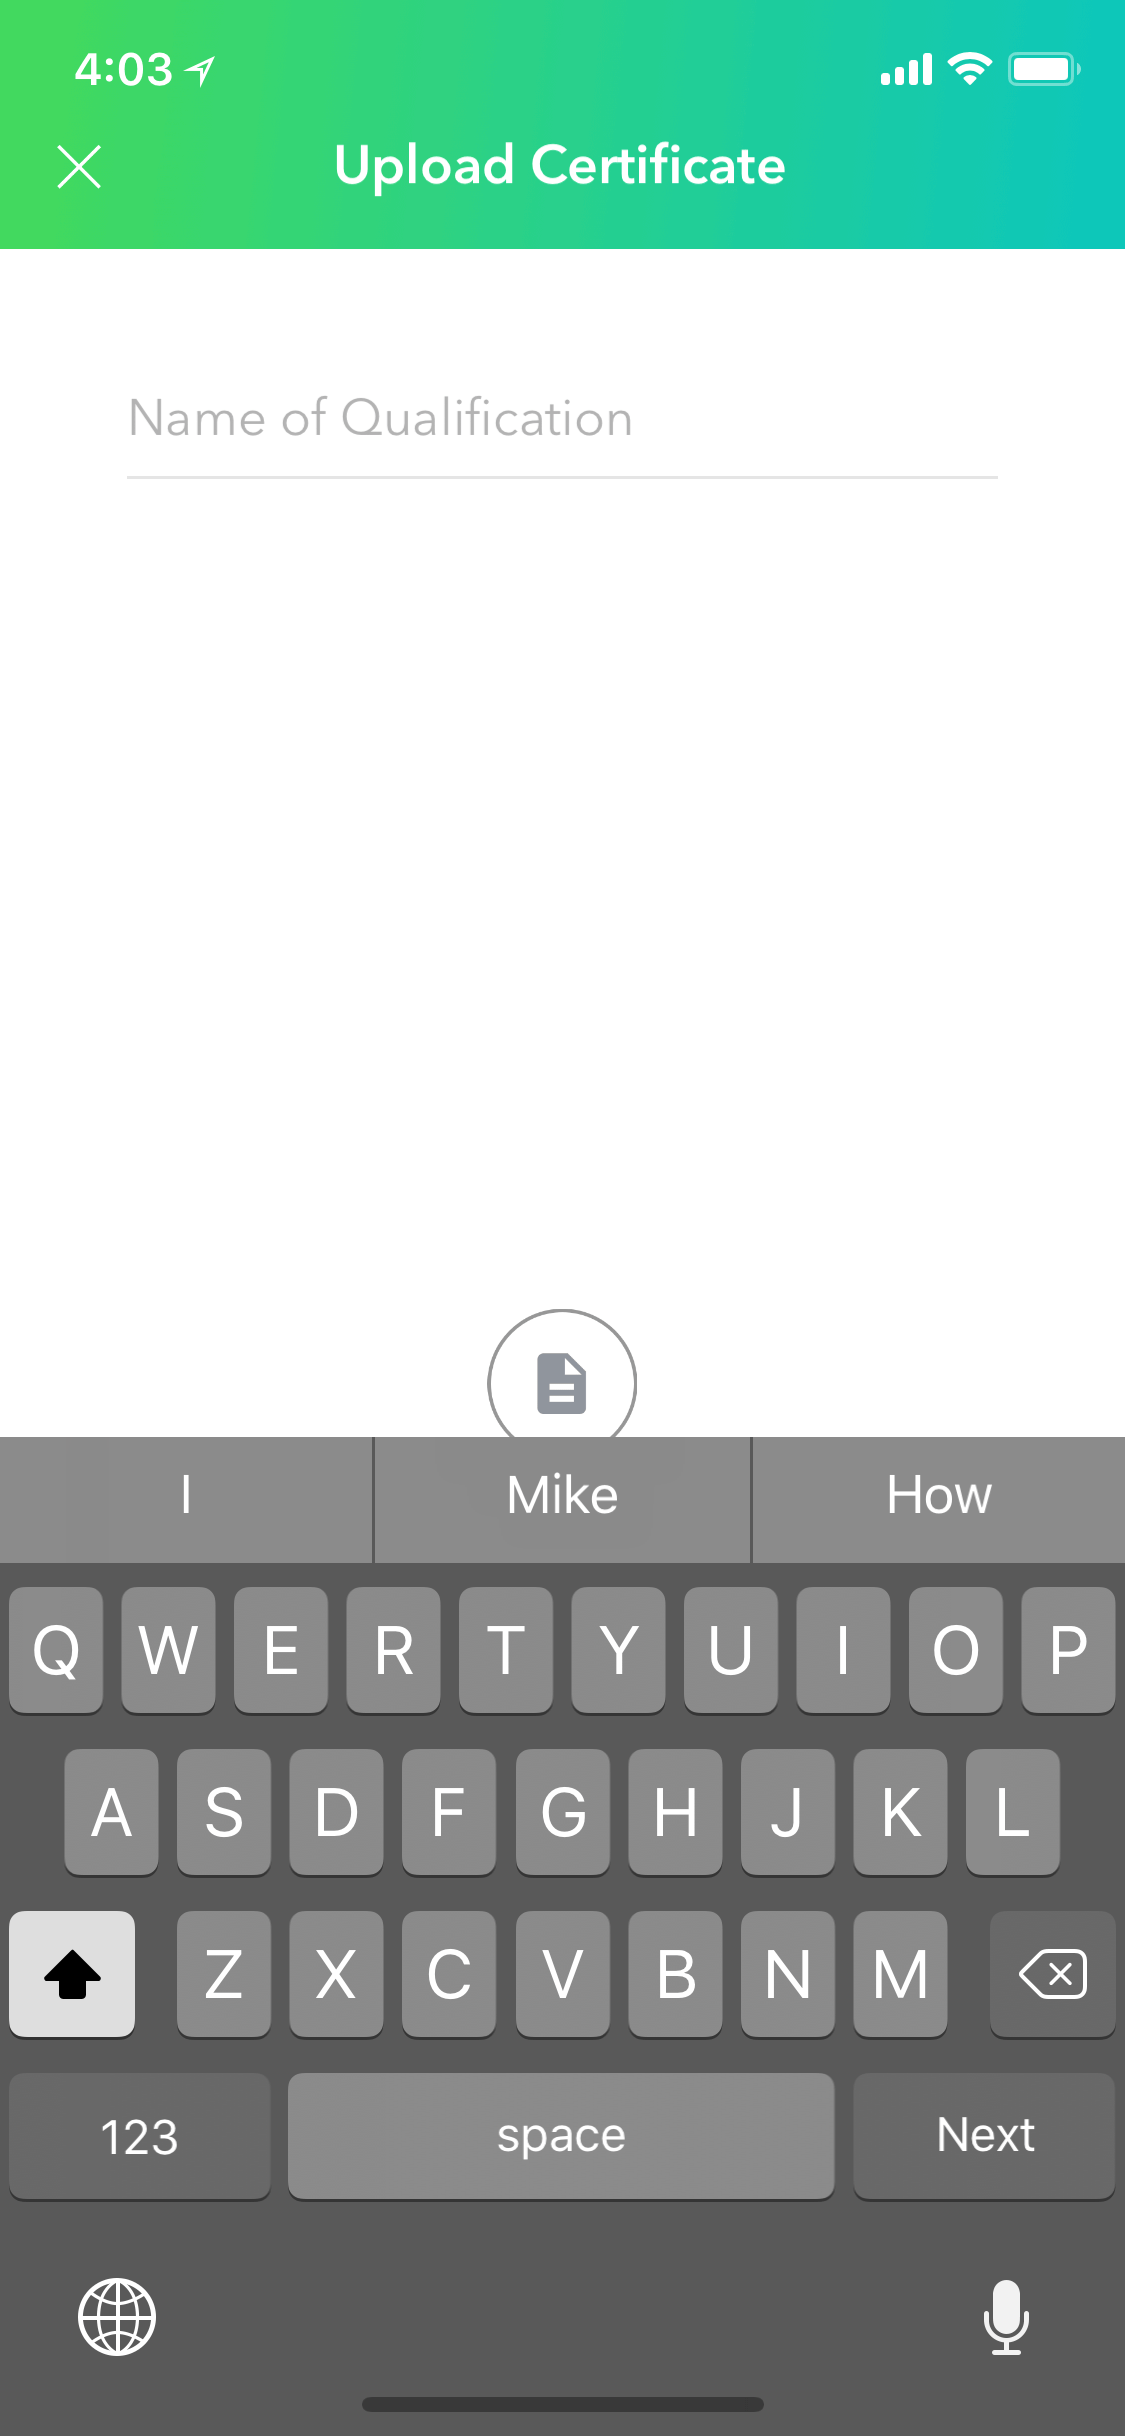 4:03
Upload Certificate
Name of Qualification
I Mike How
Q W E R T Y U I O P
A S D F G H J K L
Z X C V B N M
123 space Next